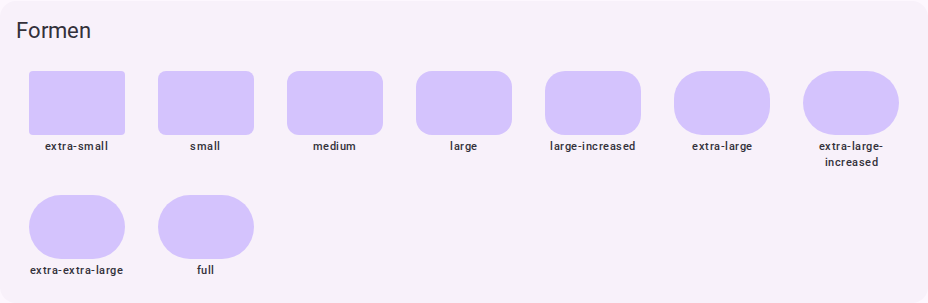 Formen
extra-small
small
medium
large
large-increased
extra-large
extra-large-
increased
extra-extra-large
full